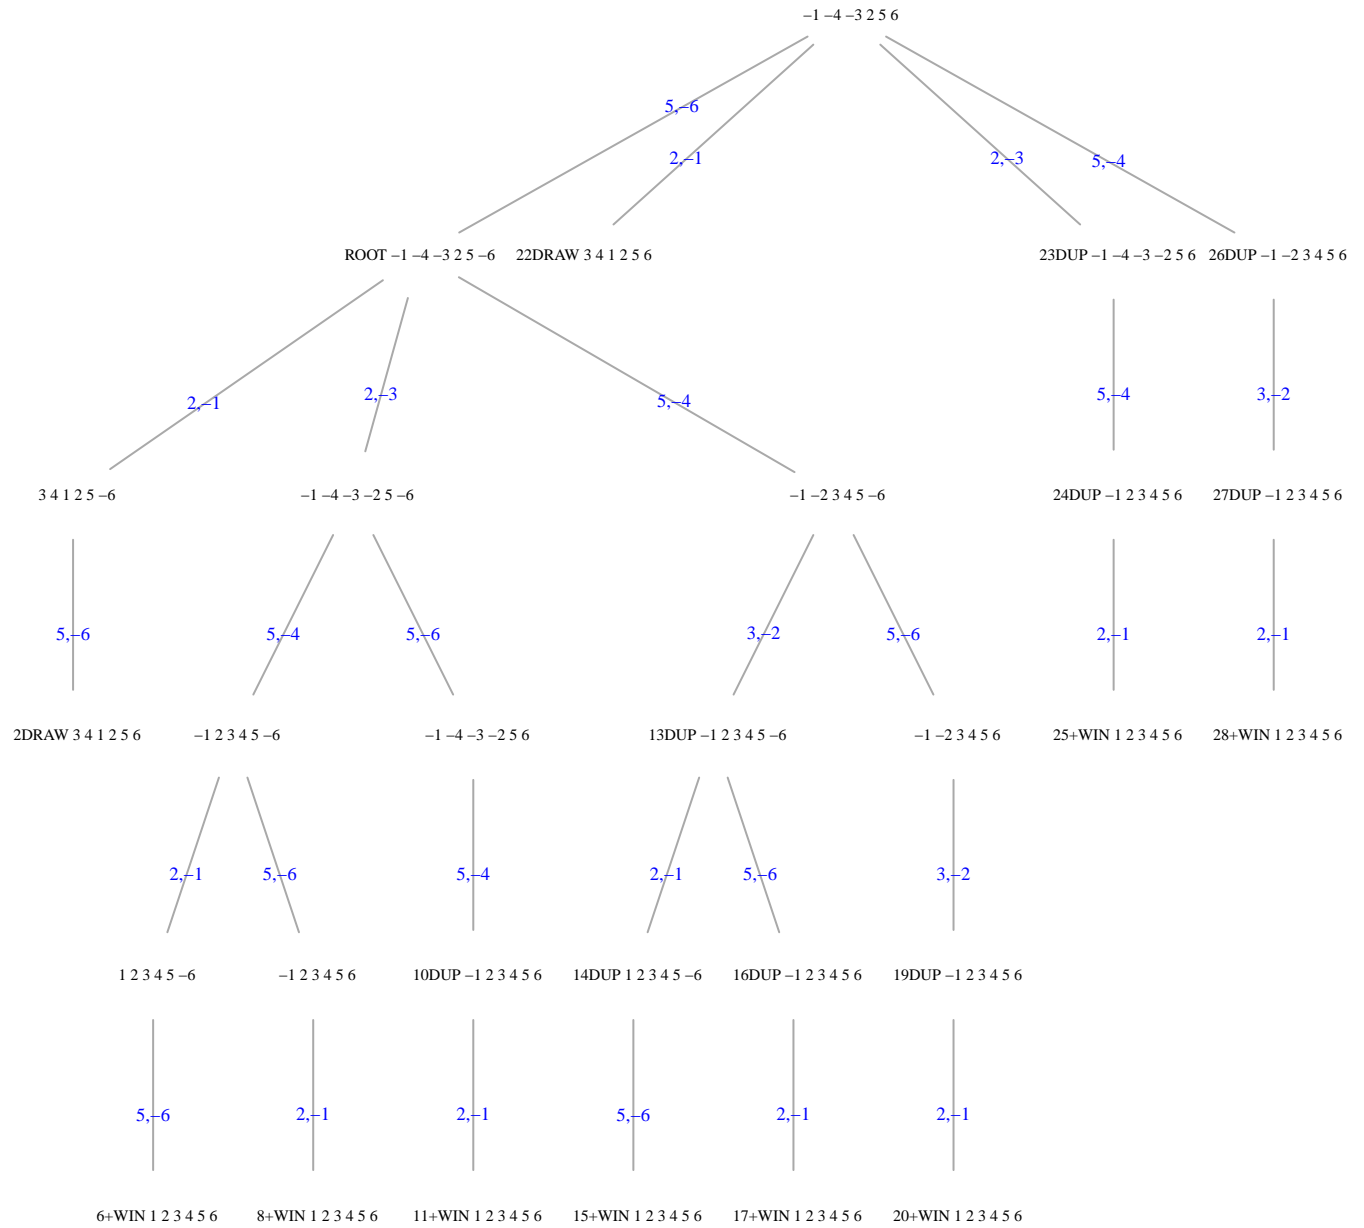 −1 −4 −3 2 5 6
5,−6
2,−1
2,−3
5,−4
ROOT −1 −4 −3 2 5 −6
22DRAW 3 4 1 2 5 6
23DUP −1 −4 −3 −2 5 6
26DUP −1 −2 3 4 5 6
2,−1
2,−3
5,−4
5,−4
3,−2
3 4 1 2 5 −6
−1 −4 −3 −2 5 −6
−1 −2 3 4 5 −6
24DUP −1 2 3 4 5 6
27DUP −1 2 3 4 5 6
5,−6
5,−4
5,−6
3,−2
5,−6
2,−1
2,−1
2DRAW 3 4 1 2 5 6
−1 2 3 4 5 −6
−1 −4 −3 −2 5 6
13DUP −1 2 3 4 5 −6
−1 −2 3 4 5 6
25+WIN 1 2 3 4 5 6
28+WIN 1 2 3 4 5 6
2,−1
5,−6
5,−4
2,−1
5,−6
3,−2
1 2 3 4 5 −6
−1 2 3 4 5 6
10DUP −1 2 3 4 5 6
14DUP 1 2 3 4 5 −6
16DUP −1 2 3 4 5 6
19DUP −1 2 3 4 5 6
5,−6
2,−1
2,−1
5,−6
2,−1
2,−1
6+WIN 1 2 3 4 5 6
8+WIN 1 2 3 4 5 6
11+WIN 1 2 3 4 5 6
15+WIN 1 2 3 4 5 6
17+WIN 1 2 3 4 5 6
20+WIN 1 2 3 4 5 6